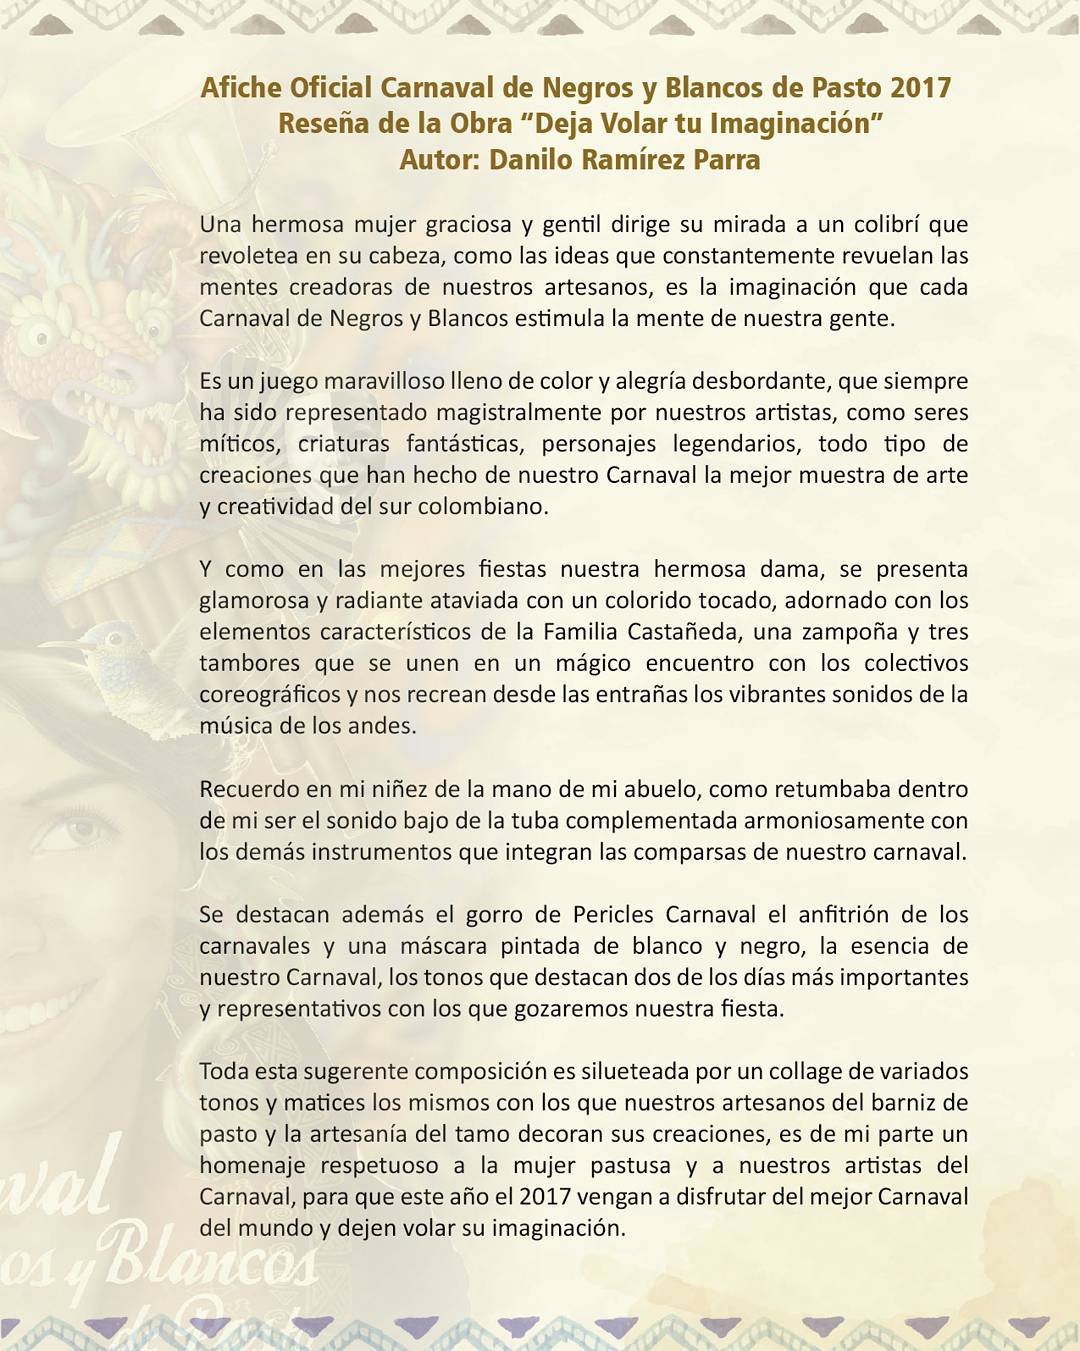 Afiche Oficial Carnaval de Negros y Blancos de Pasto 2017
Reseña de la Obra “Deja Volar tu Imaginación”
Autor: Danilo Ramírez Parra
Una hermosa mujer graciosa y gentil dirige su mirada a un colibrí que
revoletea en su cabeza, como las ideas que constantemente revuelan las
mentes creadoras de nuestros artesanos, es la imaginación que cada
Carnaval de Negros y Blancos estimula la mente de nuestra gente.
Es un juego maravilloso lleno de color y alegría desbordante, que siempre
ha sido representado magistralmente por nuestros artistas, como seres
míticos, criaturas fantásticas, personajes legendarios, todo tipo de
creaciones que han hecho de nuestro Carnaval la mejor muestra de arte
y creatividad del sur colombiano.
Y como en las mejores fiestas nuestra hermosa dama, se presenta
glamorosa y radiante ataviada con un colorido tocado, adornado con los
elementos característicos de la Familia Castañeda, una zampoña y tres
tambores que se unen en un mágico encuentro con los colectivos
coreográficos y nos recrean desde las entrañas los vibrantes sonidos de la
música de los andes.
Recuerdo en mi niñez de la mano de mi abuelo, como retumbaba dentro
de mi ser el sonido bajo de la tuba complementada armoniosamente con
los demás instrumentos que integran las comparsas de nuestro carnaval.
Se destacan además el gorro de Pericles Carnaval el anfitrión de los
carnavales y una máscara pintada de blanco y negro, la esencia de
nuestro Carnaval, los tonos que destacan dos de los días más importantes
y representativos con los que gozaremos nuestra fiesta.
Toda esta sugerente composición es silueteada por un collage de variados
tonos y matices los mismos con los que nuestros artesanos del barniz de
pasto y la artesanía del tamo decoran sus creaciones, es de mi parte un
homenaje respetuoso a la mujer pastusa y a nuestros artistas del
Carnaval, para que este año el 2017 vengan a disfrutar del mejor Carnaval
del mundo y dejen volar su imaginación.
val
os y Blancos
de Pasto